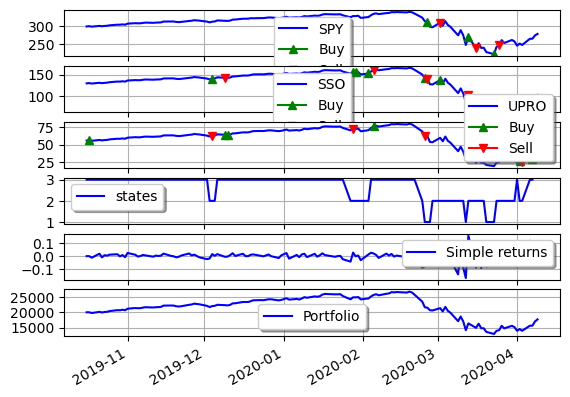 300
250
SPY
Buy
150
100
SSO
Buy
75
50
25
UPRO
Buy
Sell
3
2
1
states
0.1
0.0
−0.1
Simple returns
25000
20000
15000
Portfolio
2019-11
2019-12
2020-01
2020-02
2020-03
2020-04